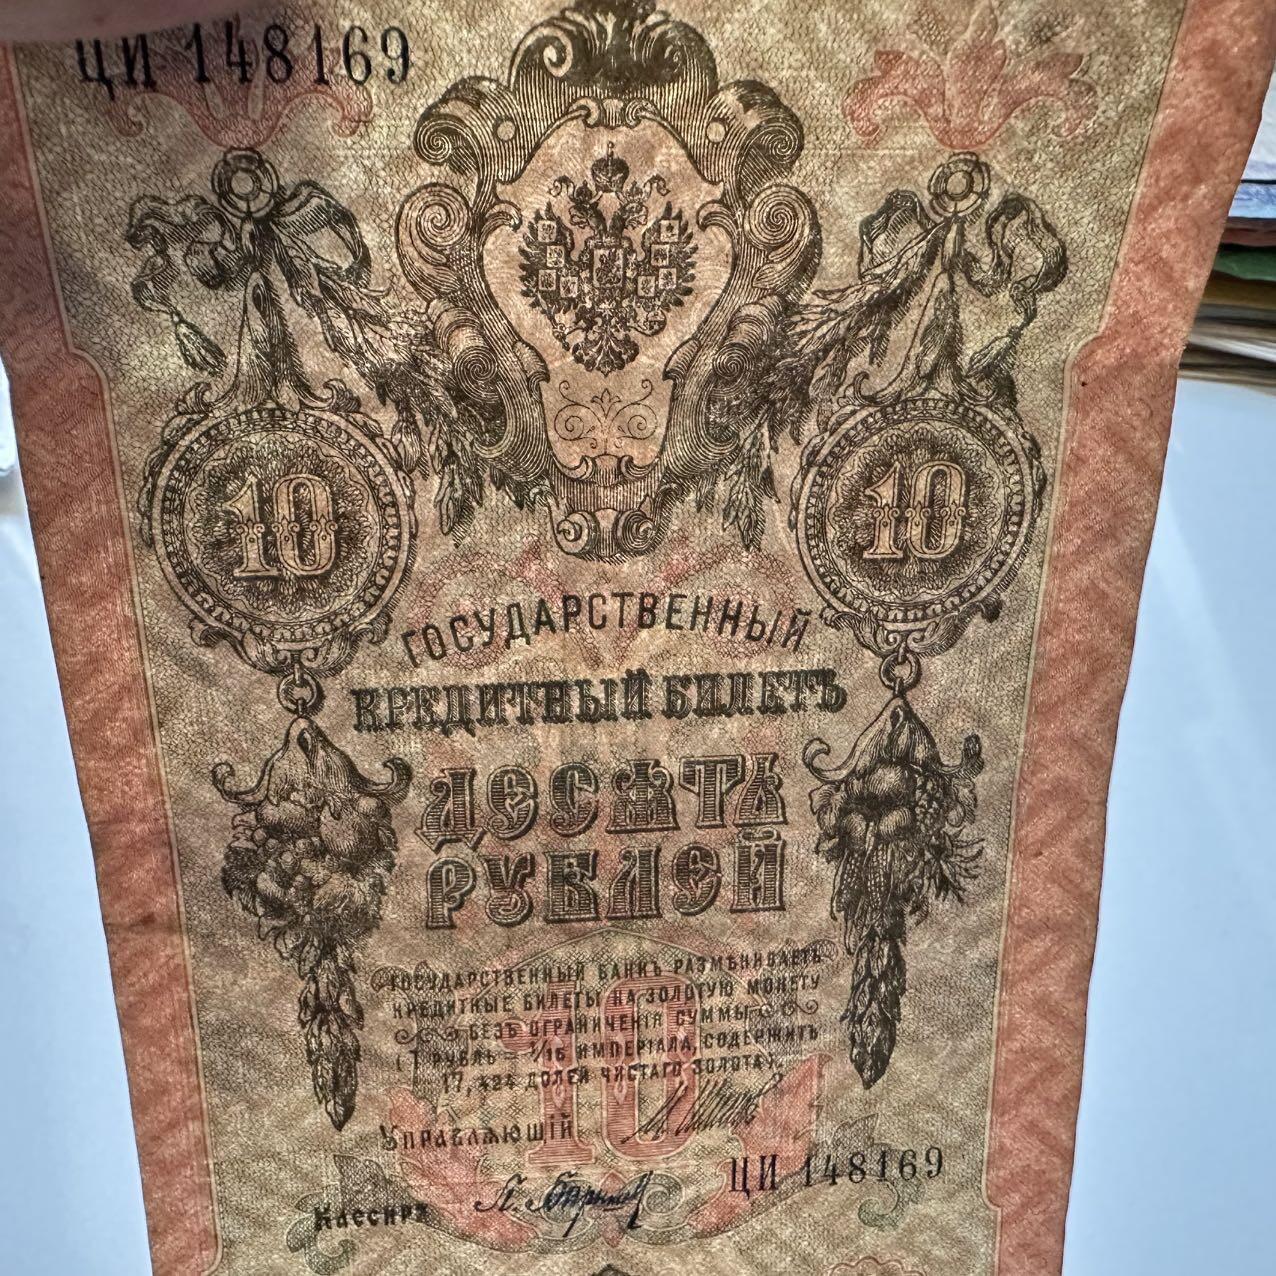 ЦИ 148169
10 10
ГОСУДАРСТВЕННЫЙ
КРЕДИТНЫЙ БИЛЕТЪ
ДЕСЯТЬ
РУБЛЕЙ
ГОСУДАРСТВЕННЫЙ БАНКЪ РАЗМѢНИВАЕТЪ
КРЕДИТНЫЕ БИЛЕТЫ НА ЗОЛОТУЮ МОНЕТУ
БЕЗЪ ОГРАНИЧЕНІЯ СУММЫ
(1 РУБЛЬ = 1/15 ИМПЕРІАЛА, СОДЕРЖИТЪ
17,424 ДОЛЕЙ ЧИСТАГО ЗОЛОТА).
10
УПРАВЛЯЮЩІЙ
ЦИ 148169
Кассиръ